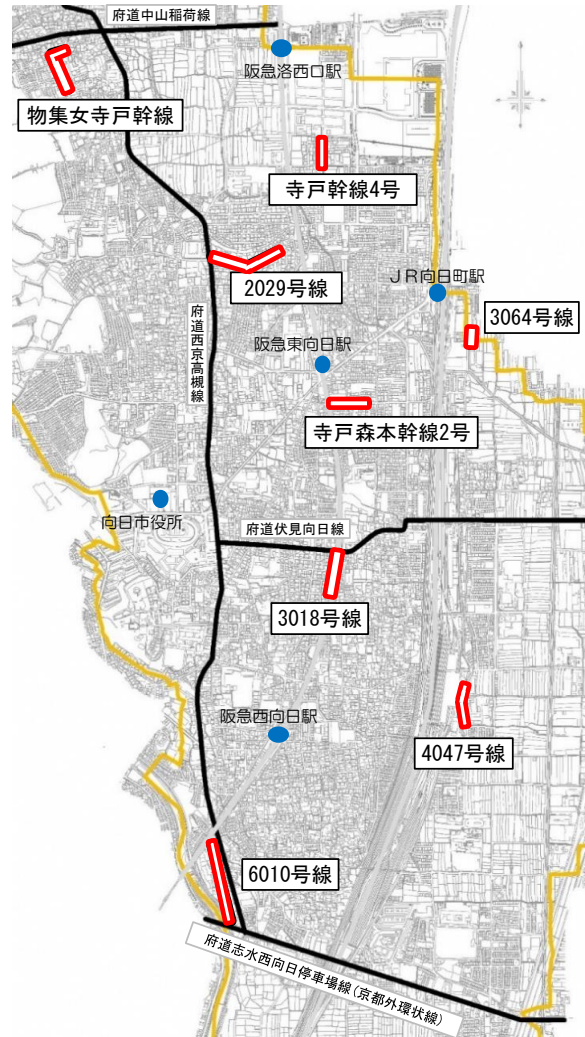 府道中山稲荷線
阪急洛西口駅
物集女寺戸幹線
寺戸幹線4号
2029号線
JR向日町駅
3064号線
府道西京高槻線
阪急東向日駅
寺戸森本幹線2号
向日市役所
府道伏見向日線
3018号線
阪急西向日駅
4047号線
6010号線
府道志水西向日停車場線(京都外環状線)